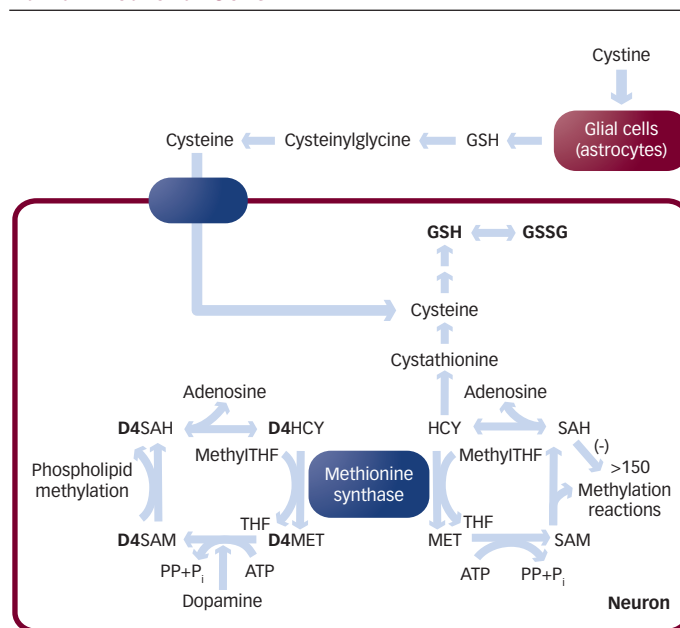 Cystine
Glial cells
(astrocytes)
GSH
Cysteinylglycine
Cysteine
GSH
GSSG
Cysteine
Cystathionine
Adenosine
Adenosine
D4SAH
D4HCY
HCY
SAH
(-)
MethylTHF
MethylTHF
>150
Methylation
reactions
Phospholipid
methylation
Methionine
synthase
THF
THF
D4SAM
D4MET
MET
SAM
PP+Pi
ATP
ATP
PP+Pi
Dopamine
Neuron